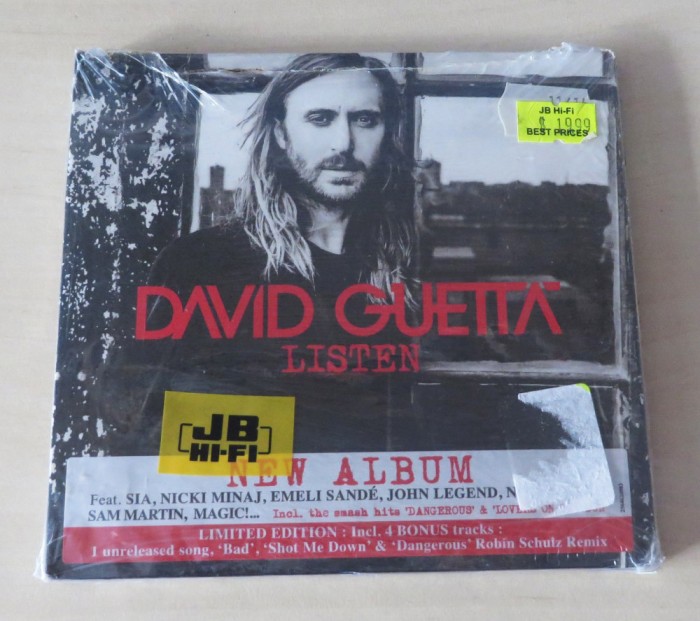 JB Hi-Fi
$ 19.99
BEST PRICES
DAVID GUETTA
LISTEN
JB
HI-FI
NEW ALBUM
Feat. SIA, NICKI MINAJ, EMELI SANDÉ, JOHN LEGEND,
SAM MARTIN, MAGIC!... Incl. the smash hits 'DANGEROUS' & 'LOVERS ON
LIMITED EDITION : Incl. 4 BONUS tracks :
1 unreleased song, 'Bad', 'Shot Me Down' & 'Dangerous' Robin Schulz Remix